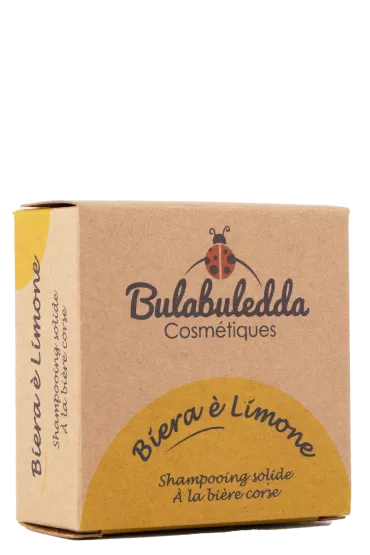 Bulabuledda
Cosmétiques
Biera è Limone
Shampooing solide
À la bière corse
Biera è Limone
Shampooing solide
À la bière corse